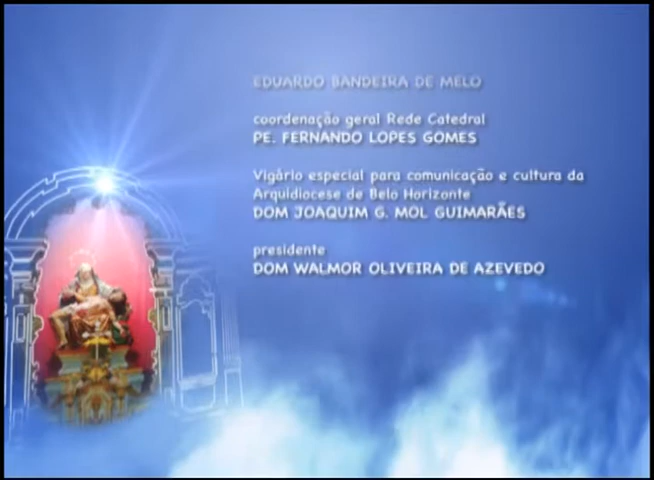 EDUARDO BANDEIRA DE MELO
coordenação geral Rede Catedral
PE. FERNANDO LOPES GOMES
Vigário especial para comunicação e cultura da
Arquidiocese de Belo Horizonte
DOM JOAQUIM G. MOL GUIMARÃES
presidente
DOM WALMOR OLIVEIRA DE AZEVEDO